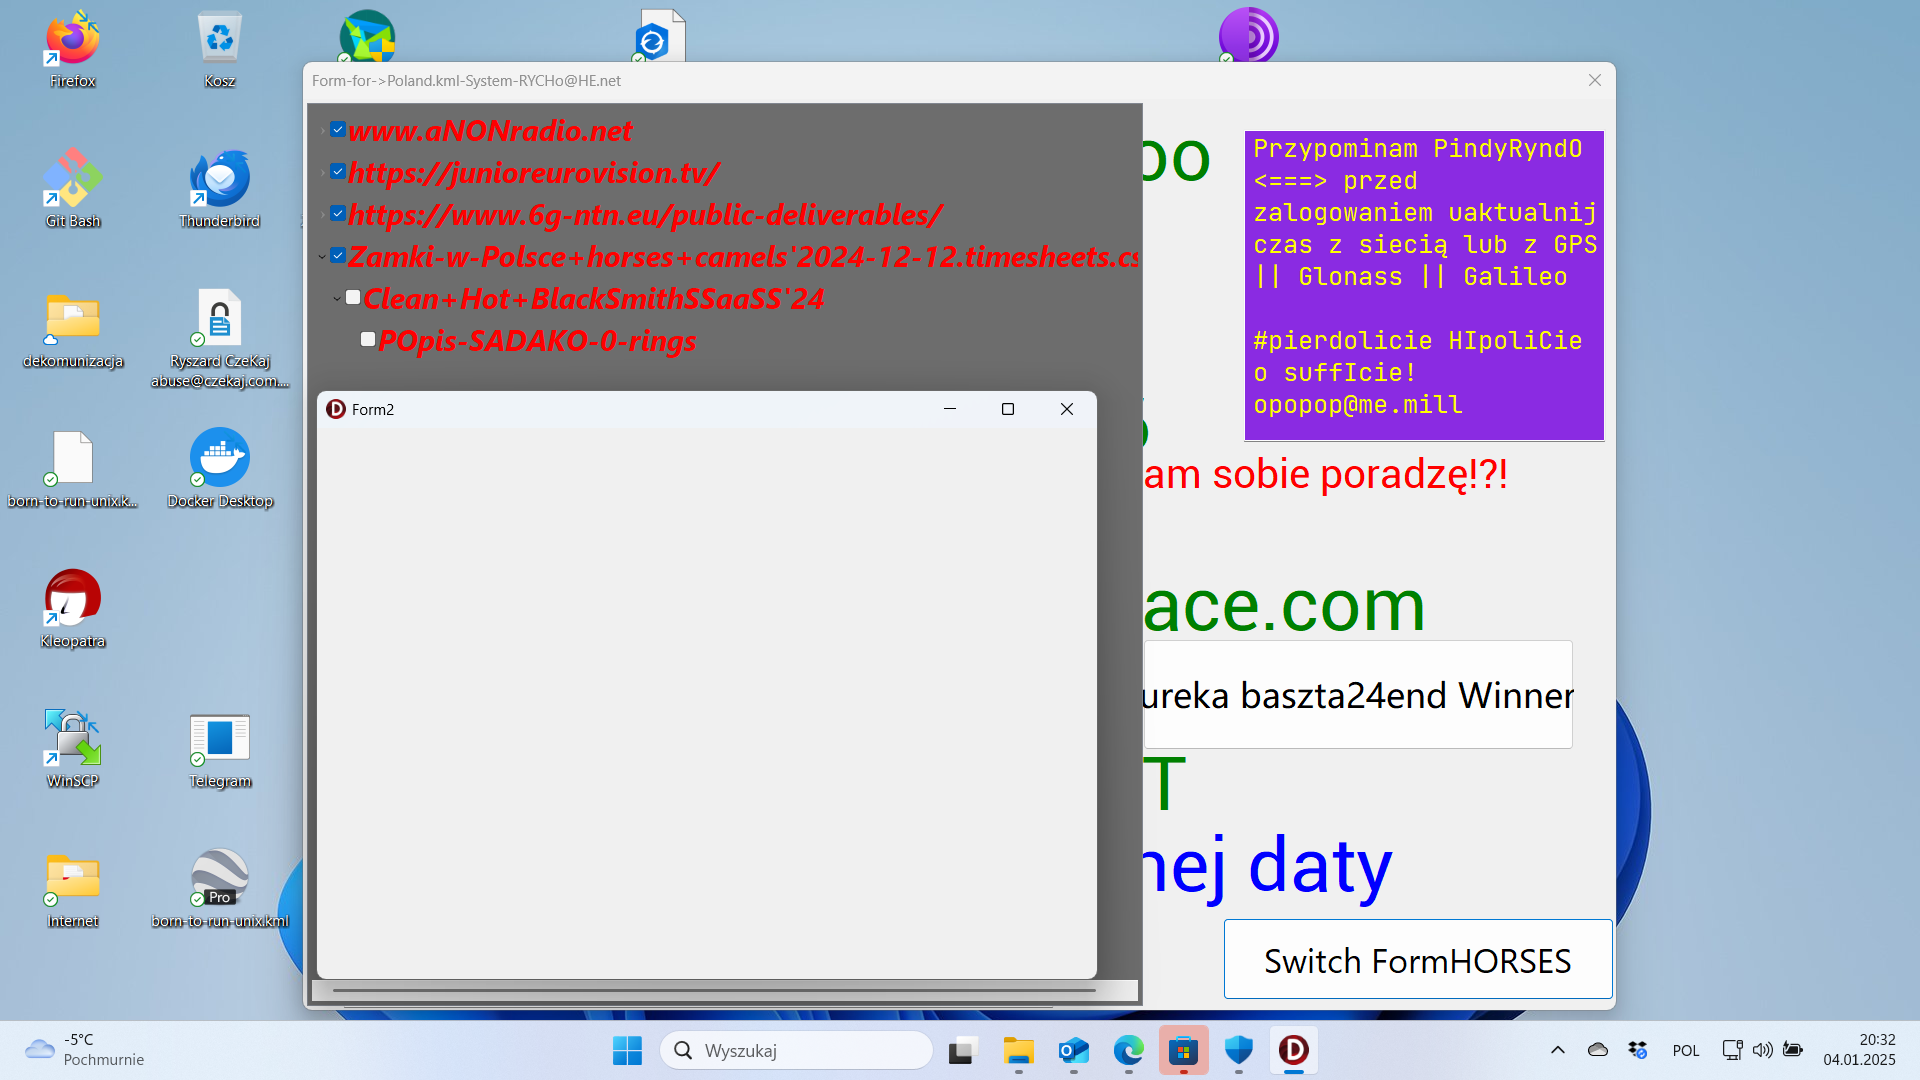 Firefox
Kosz
Git Bash
Thunderbird
dekomunizacja
Ryszard CzeKaj
abuse@czekaj.com....
born-to-run-unix.k...
Docker Desktop
Kleopatra
WinSCP
Telegram
Internet
Pro
born-to-run-unix.kml
Form-for->Poland.kml-System-RYCHo@HE.net
www.aNONradio.net
https://junioreurovision.tv/
https://www.6g-ntn.eu/public-deliverables/
Zamki-w-Polsce+horses+camels'2024-12-12.timesheets.cs
Clean+Hot+BlackSmithSSaaSS'24
POpis-SADAKO-0-rings
Form2
oo
Przypominam PindyRyndO
<===> przed
zalogowaniem uaktualnij
czas z siecią lub z GPS
|| Glonass || Galileo
#pierdolicie HIpoliCie
o suffIcie!
opopop@me.mill
am sobie poradzę!?!
ace.com
ureka baszta24end Winner
T
nej daty
Switch FormHORSES
-5°C
Pochmurnie
Wyszukaj
POL
20:32
04.01.2025